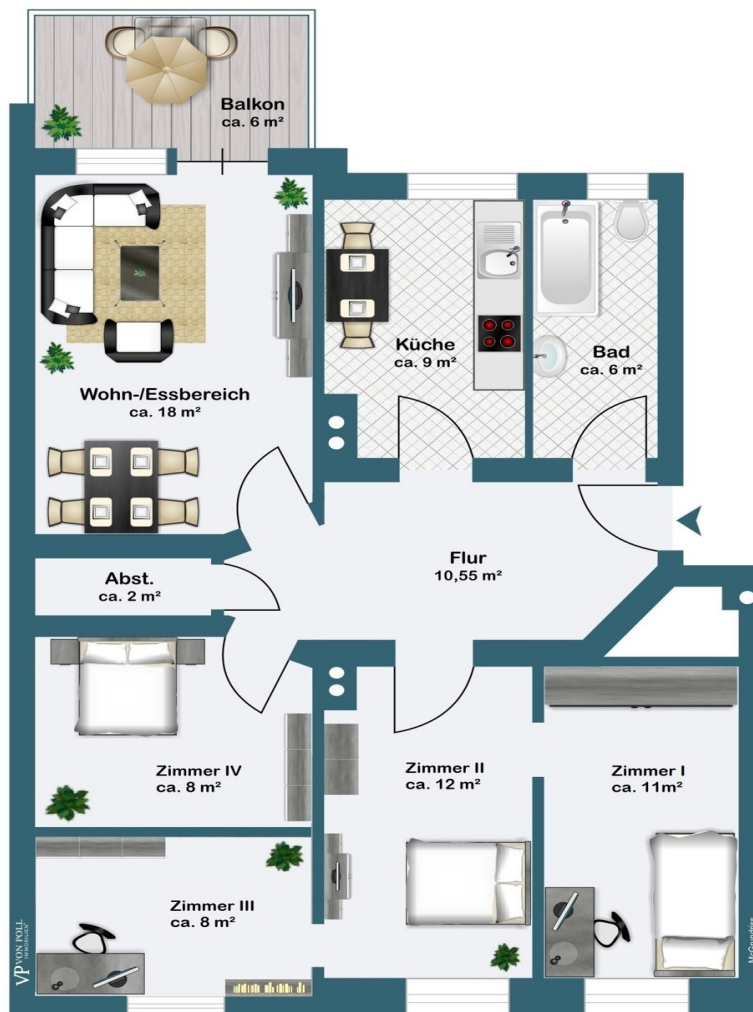 Balkon
ca. 6 m²
Küche
ca. 9 m²
Bad
ca. 6 m²
Wohn-/Essbereich
ca. 18 m²
Flur
10,55 m²
Abst.
ca. 2 m²
Zimmer IV
ca. 8 m²
Zimmer II
ca. 12 m²
Zimmer I
ca. 11m²
Zimmer III
ca. 8 m²
VP VON POLL
IMMOBILIEN
McGrundriss